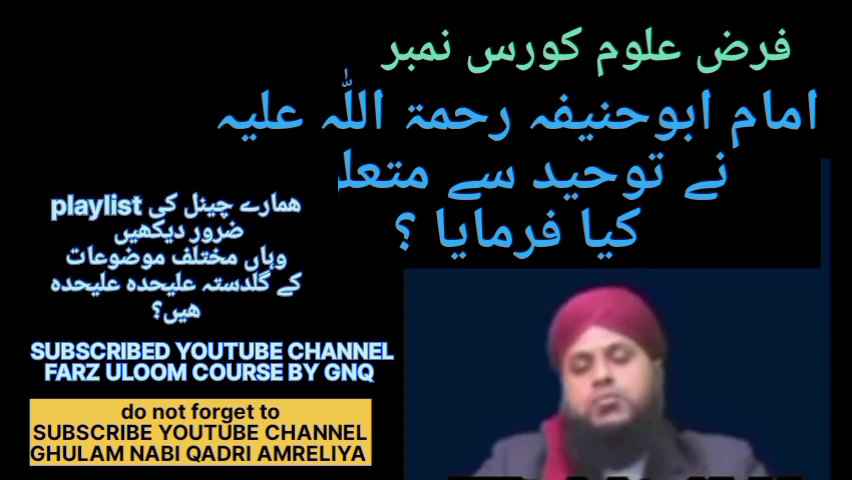 فرض علوم کورس نمبر
امام ابوحنیفہ رحمۃ اللہ علیہ
نے توحید سے متعلہ
کیا فرمایا ؟
ہمارے چینل کی playlist
ضرور دیکھیں
وہاں مختلف موضوعات
کے گلدستہ علیحدہ علیحدہ
ہیں؟
SUBSCRIBED YOUTUBE CHANNEL
FARZ ULOOM COURSE BY GNQ
do not forget to
SUBSCRIBE YOUTUBE CHANNEL
GHULAM NABI QADRI AMRELIYA